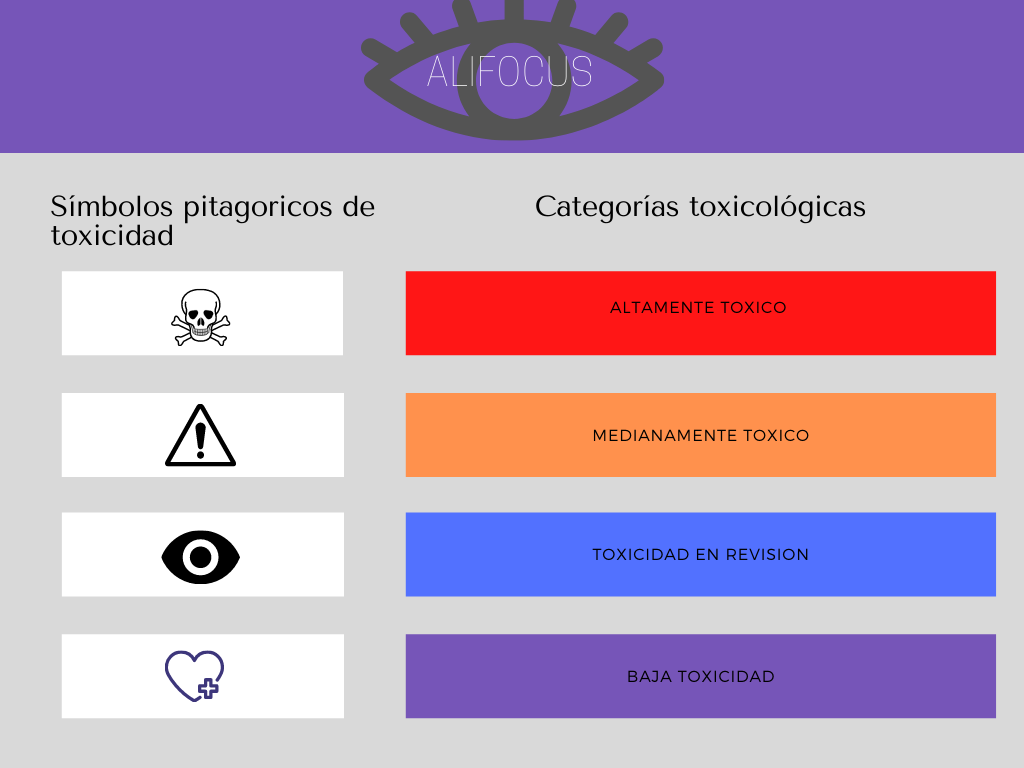 ALIFOCUS
Símbolos pitagoricos de
toxicidad
Categorías toxicológicas
ALTAMENTE TOXICO
MEDIANAMENTE TOXICO
TOXICIDAD EN REVISION
BAJA TOXICIDAD